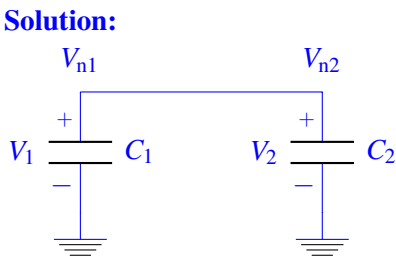 Solution:
Vn1 Vn2
+ +
V1 C1 V2 C2
− −